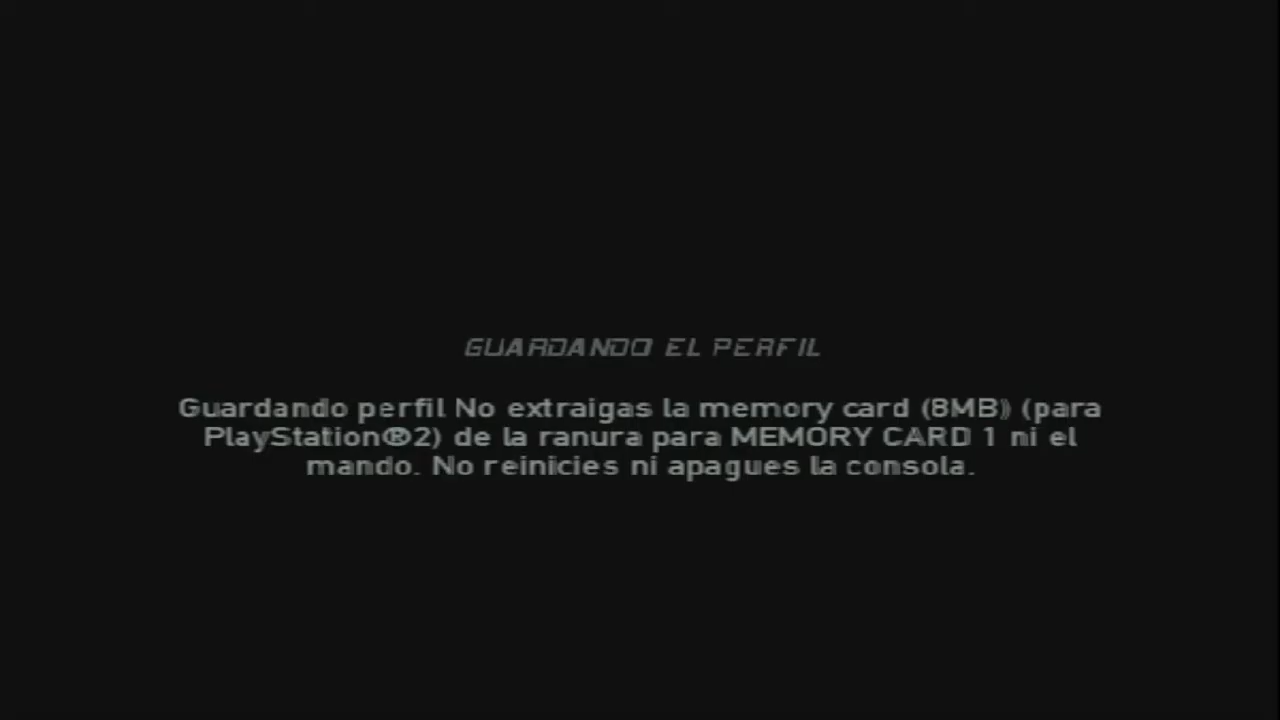 GUARDANDO EL PERFIL
Guardando perfil No extraigas la memory card (8MB) (para
PlayStation®2) de la ranura para MEMORY CARD 1 ni el
mando. No reinicies ni apagues la consola.